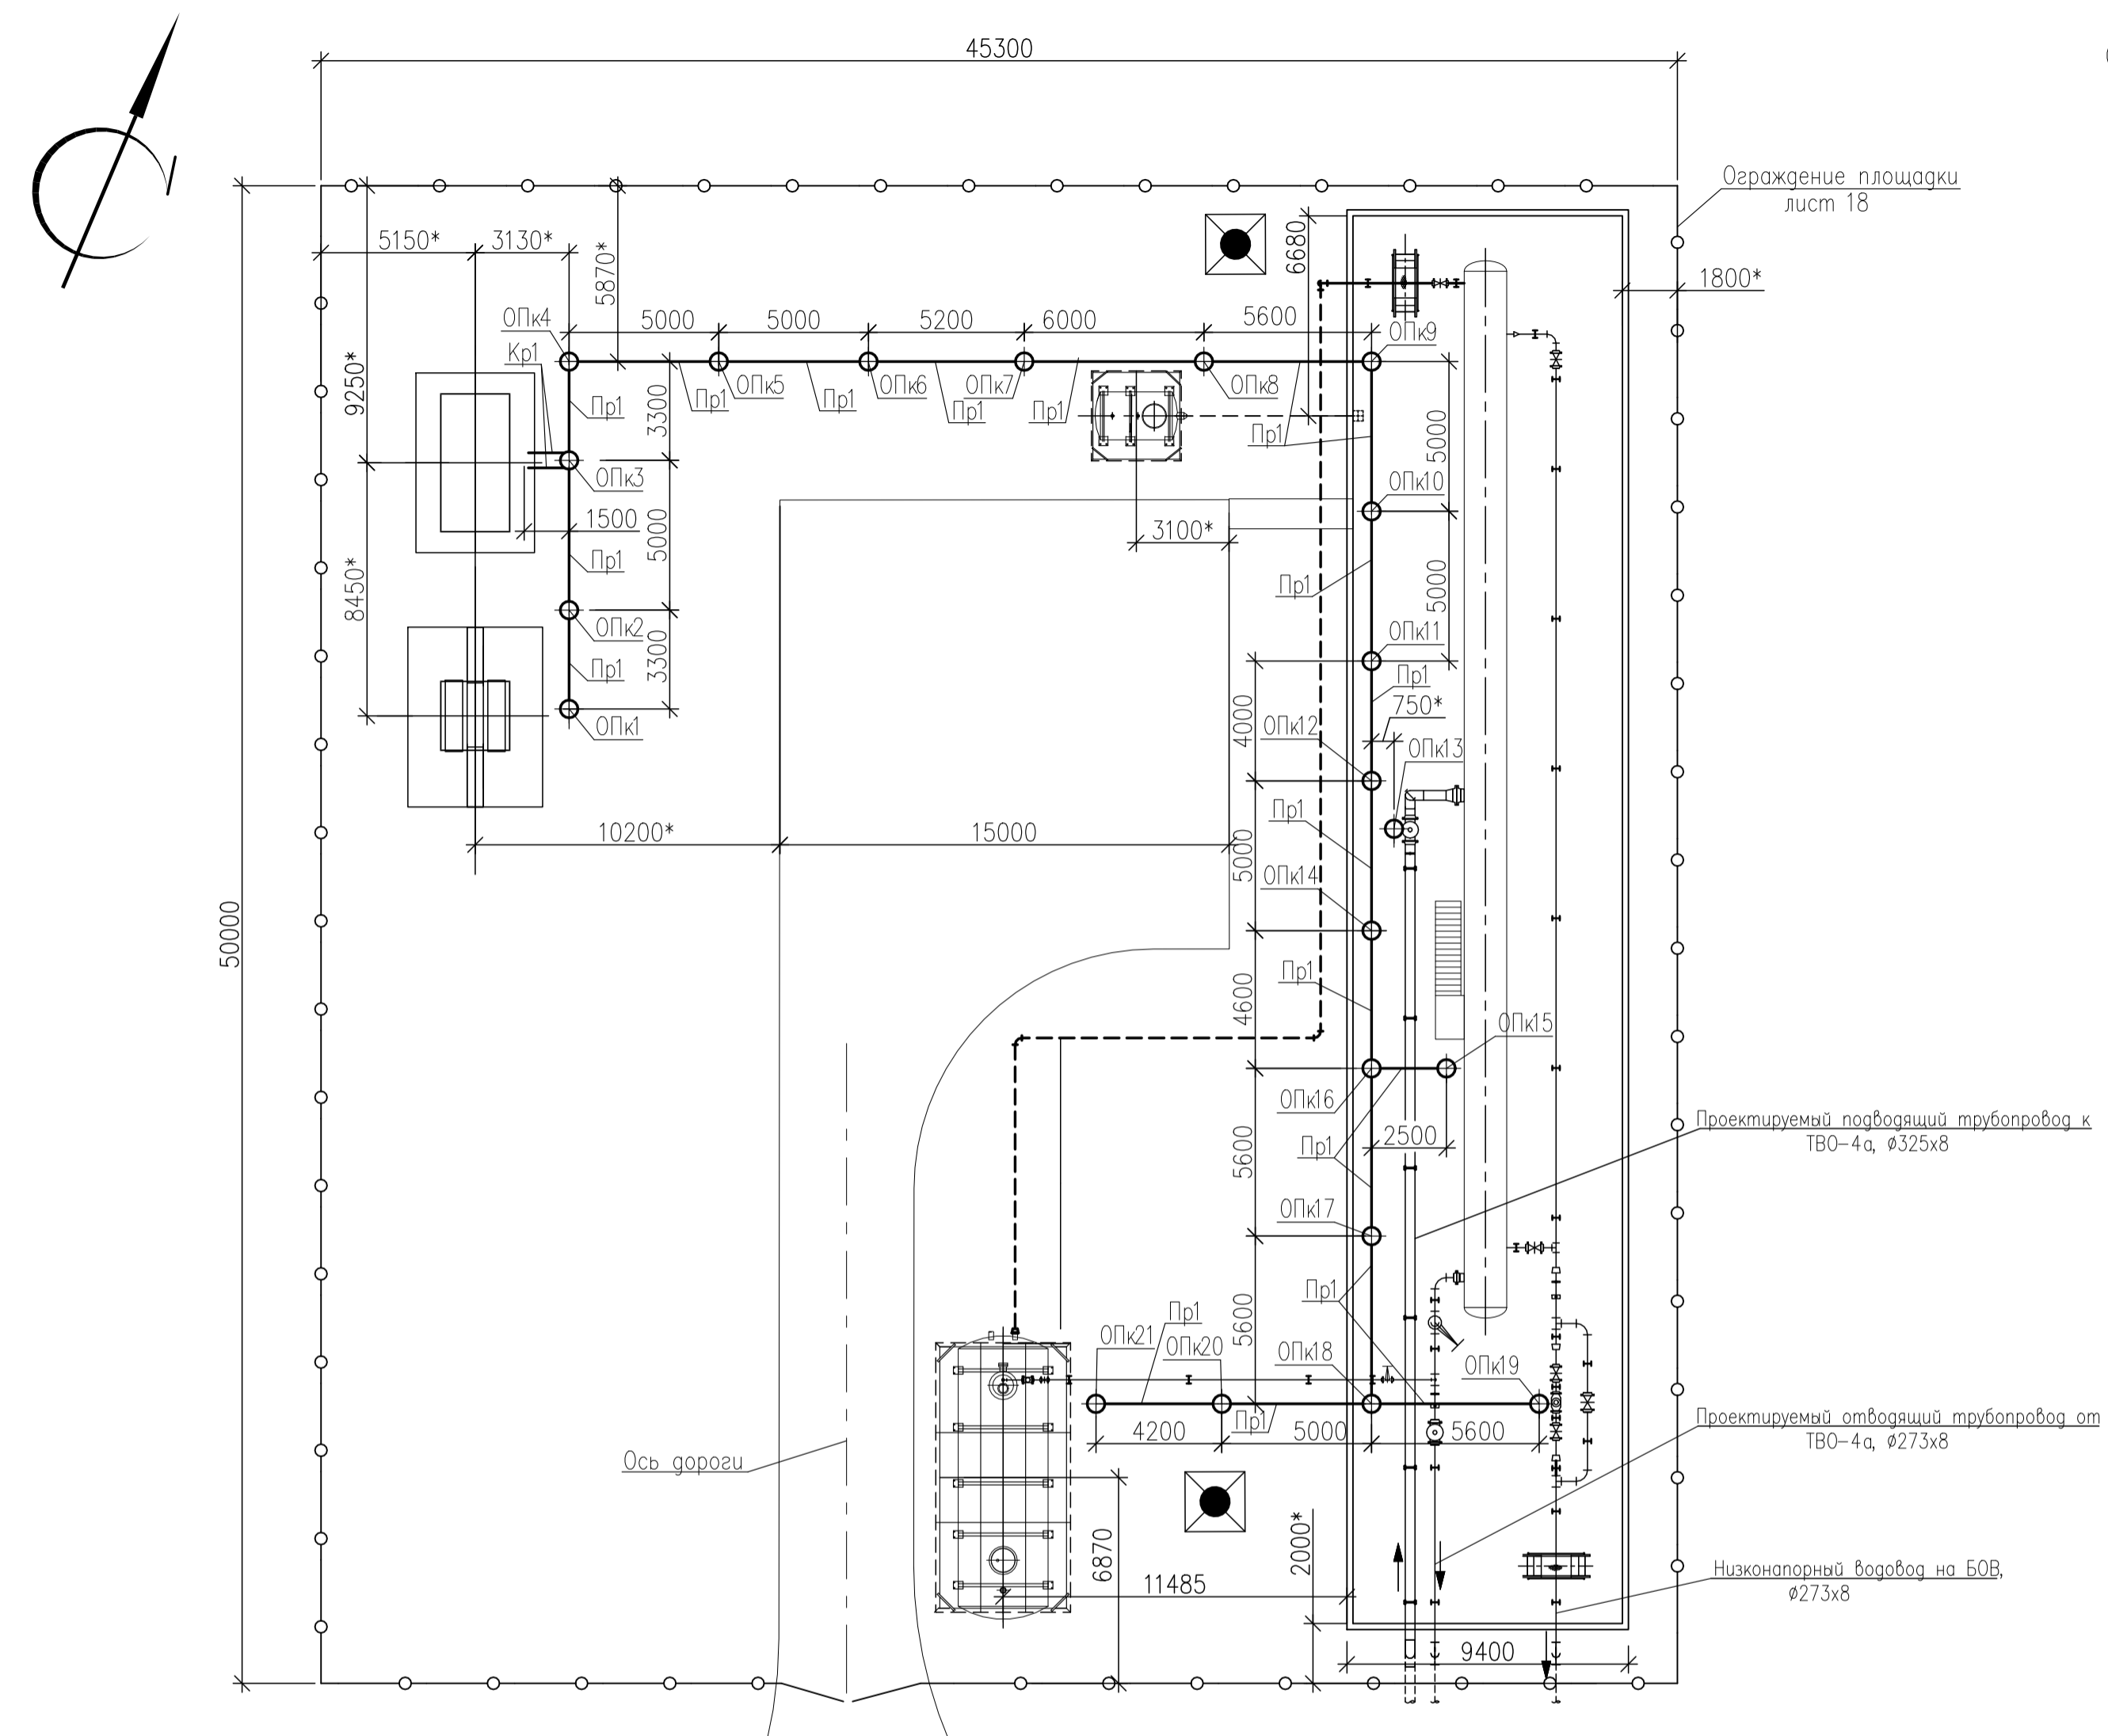 45300
Ограждение площадки
лист 18
5150*
3130*
5870*
6680
1800*
ОПк4
5000
5000
5200
6000
5600
ОПк9
Кр1
9250*
Пр1
3300
Пр1
ОПк5
Пр1
ОПк6
Пр1
ОПк7
Пр1
ОПк8
Пр1
5000
ОПк3
ОПк10
1500
5000
3100*
8450*
Пр1
Пр1
5000
ОПк2
ОПк11
Пр1
3300
Пр1
750*
ОПк1
4000
ОПк12
ОПк13
10200*
15000
Пр1
5000
ОПк14
50000
Пр1
4600
ОПк15
ОПк16
2500
Пр1
5600
Проектируемый подводящий трубопровод к
ТВО-4а, ø325х8
ОПк17
Пр1
5600
Пр1
ОПк21
ОПк20
ОПк18
ОПк19
4200
Пр1
5000
5600
Проектируемый отводящий трубопровод от
ТВО-4а, ø273х8
Ось дороги
6870
11485
2000*
Низконапорный водовод на БОВ,
ø273х8
9400